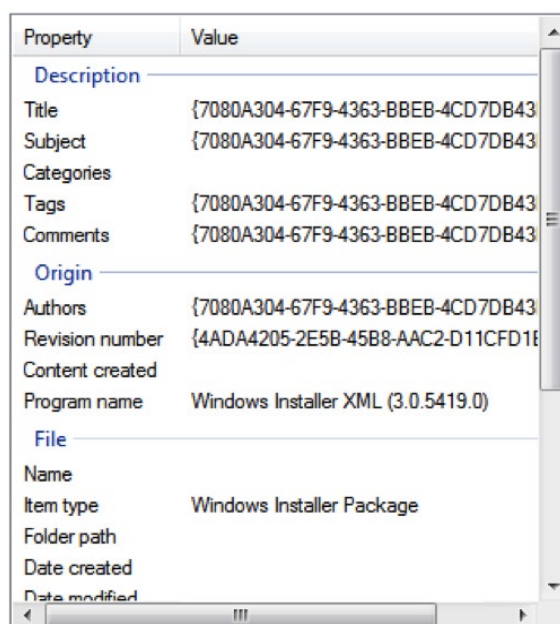 Property Value
Description
Title {7080A304-67F9-4363-BBEB-4CD7DB43
Subject {7080A304-67F9-4363-BBEB-4CD7DB43
Categories
Tags {7080A304-67F9-4363-BBEB-4CD7DB43
Comments {7080A304-67F9-4363-BBEB-4CD7DB43
Origin
Authors {7080A304-67F9-4363-BBEB-4CD7DB43
Revision number {4ADA4205-2E5B-45B8-AAC2-D11CFD1
Content created
Program name Windows Installer XML (3.0.5419.0)
File
Name
Item type Windows Installer Package
Folder path
Date created
Date modified